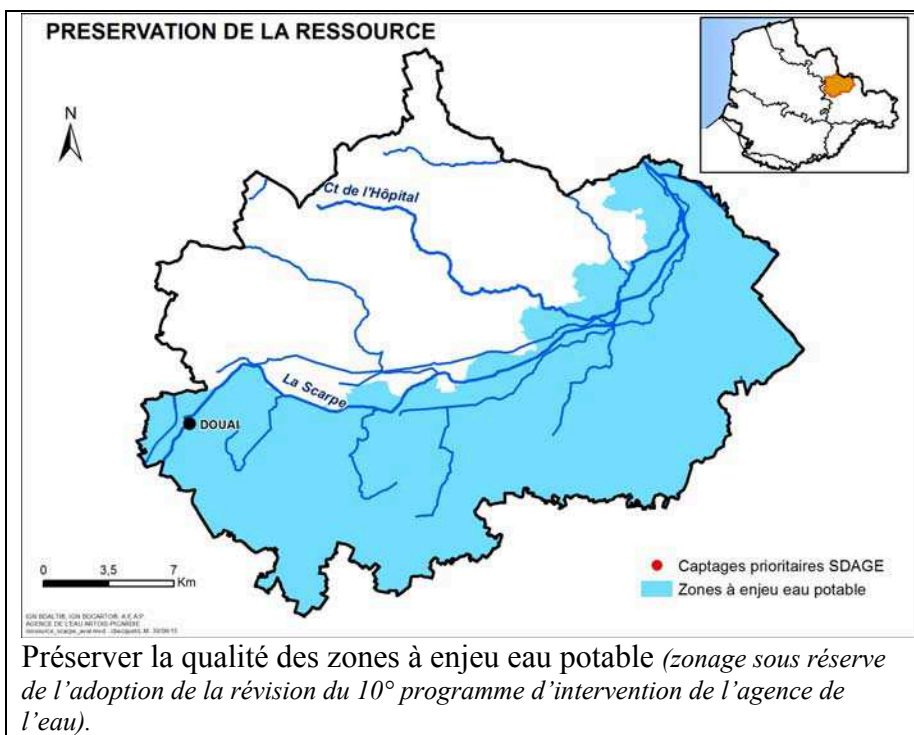 PRESERVATION DE LA RESSOURCE
N
Ct de l'Hôpital
La Scarpe
DOUAI
0 3,5 7
Km
Captages prioritaires SDAGE
Zones à enjeu eau potable
AGENCE DE L'EAU ARTOIS-PICARDIE
Préserver la qualité des zones à enjeu eau potable (zonage sous réserve
de l'adoption de la révision du 10° programme d'intervention de l'agence de
l'eau).